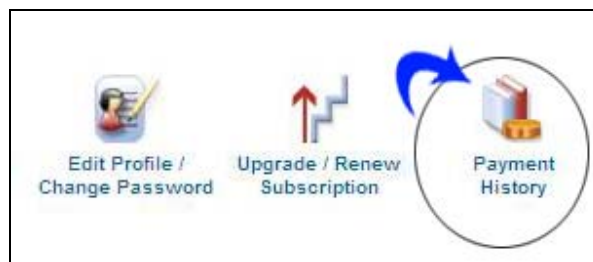 Edit Profile /
Change Password
Upgrade / Renew
Subscription
Payment
History